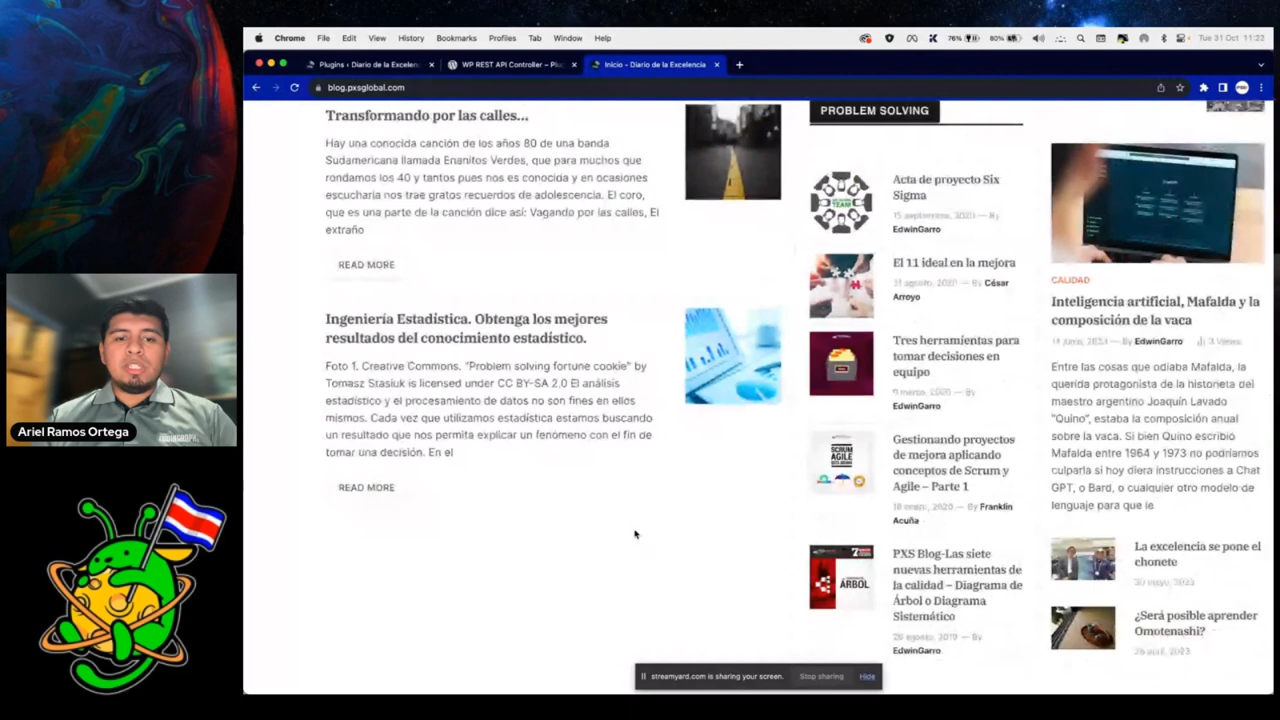 Chrome File Edit View History Bookmarks Profiles Tab Window Help
76% 80% Tue 31 Oct 11:22
Plugins ‹ Diario de la Excelen
WP REST API Controller – Plu
Inicio - Diario de la Excelencia
blog.pxsglobal.com
Transformando por las calles...
Hay una conocida canción de los años 80 de una banda
Sudamericana llamada Enanitos Verdes, que para muchos que
rondamos los 40 y tantos pues nos es conocida y en ocasiones
escucharla nos trae gratos recuerdos de adolescencia. El coro,
que es una parte de la canción dice así: Vagando por las calles, El
extraño
READ MORE
Ingeniería Estadística. Obtenga los mejores
resultados del conocimiento estadístico.
Foto 1. Creative Commons. "Problem solving fortune cookie" by
Tomasz Stasiuk is licensed under CC BY-SA 2.0 El análisis
estadístico y el procesamiento de datos no son fines en ellos
mismos. Cada vez que utilizamos estadística estamos buscando
un resultado que nos permita explicar un fenómeno con el fin de
tomar una decisión. En el
READ MORE
PROBLEM SOLVING
Acta de proyecto Six
Sigma
15 septiembre, 2020 — By
EdwinGarro
El 11 ideal en la mejora
31 agosto, 2020 — By César
Arroyo
Tres herramientas para
tomar decisiones en
equipo
marzo, 2020 — By
EdwinGarro
SCRUM
AGILE
Gestionando proyectos
de mejora aplicando
conceptos de Scrum y
Agile – Parte 1
enero, 2020 — By Franklin
Acuña
7
ÁRBOL
PXS Blog-Las siete
nuevas herramientas de
la calidad – Diagrama de
Árbol o Diagrama
Sistemático
26 agosto, 2019 — By
EdwinGarro
CALIDAD
Inteligencia artificial, Mafalda y la
composición de la vaca
14 junio, 2023 — By EdwinGarro 3 Views
Entre las cosas que odiaba Mafalda, la
querida protagonista de la historieta del
maestro argentino Joaquín Lavado
"Quino", estaba la composición anual
sobre la vaca. Si bien Quino escribió
Mafalda entre 1964 y 1973 no podríamos
culparla si hoy diera instrucciones a Chat
GPT, o Bard, o cualquier otro modelo de
lenguaje para que le
La excelencia se pone el
chonete
30 mayo, 2023
¿Será posible aprender
Omotenashi?
26 abril, 2023
streamyard.com is sharing your screen. Stop sharing Hide
Ariel Ramos Ortega